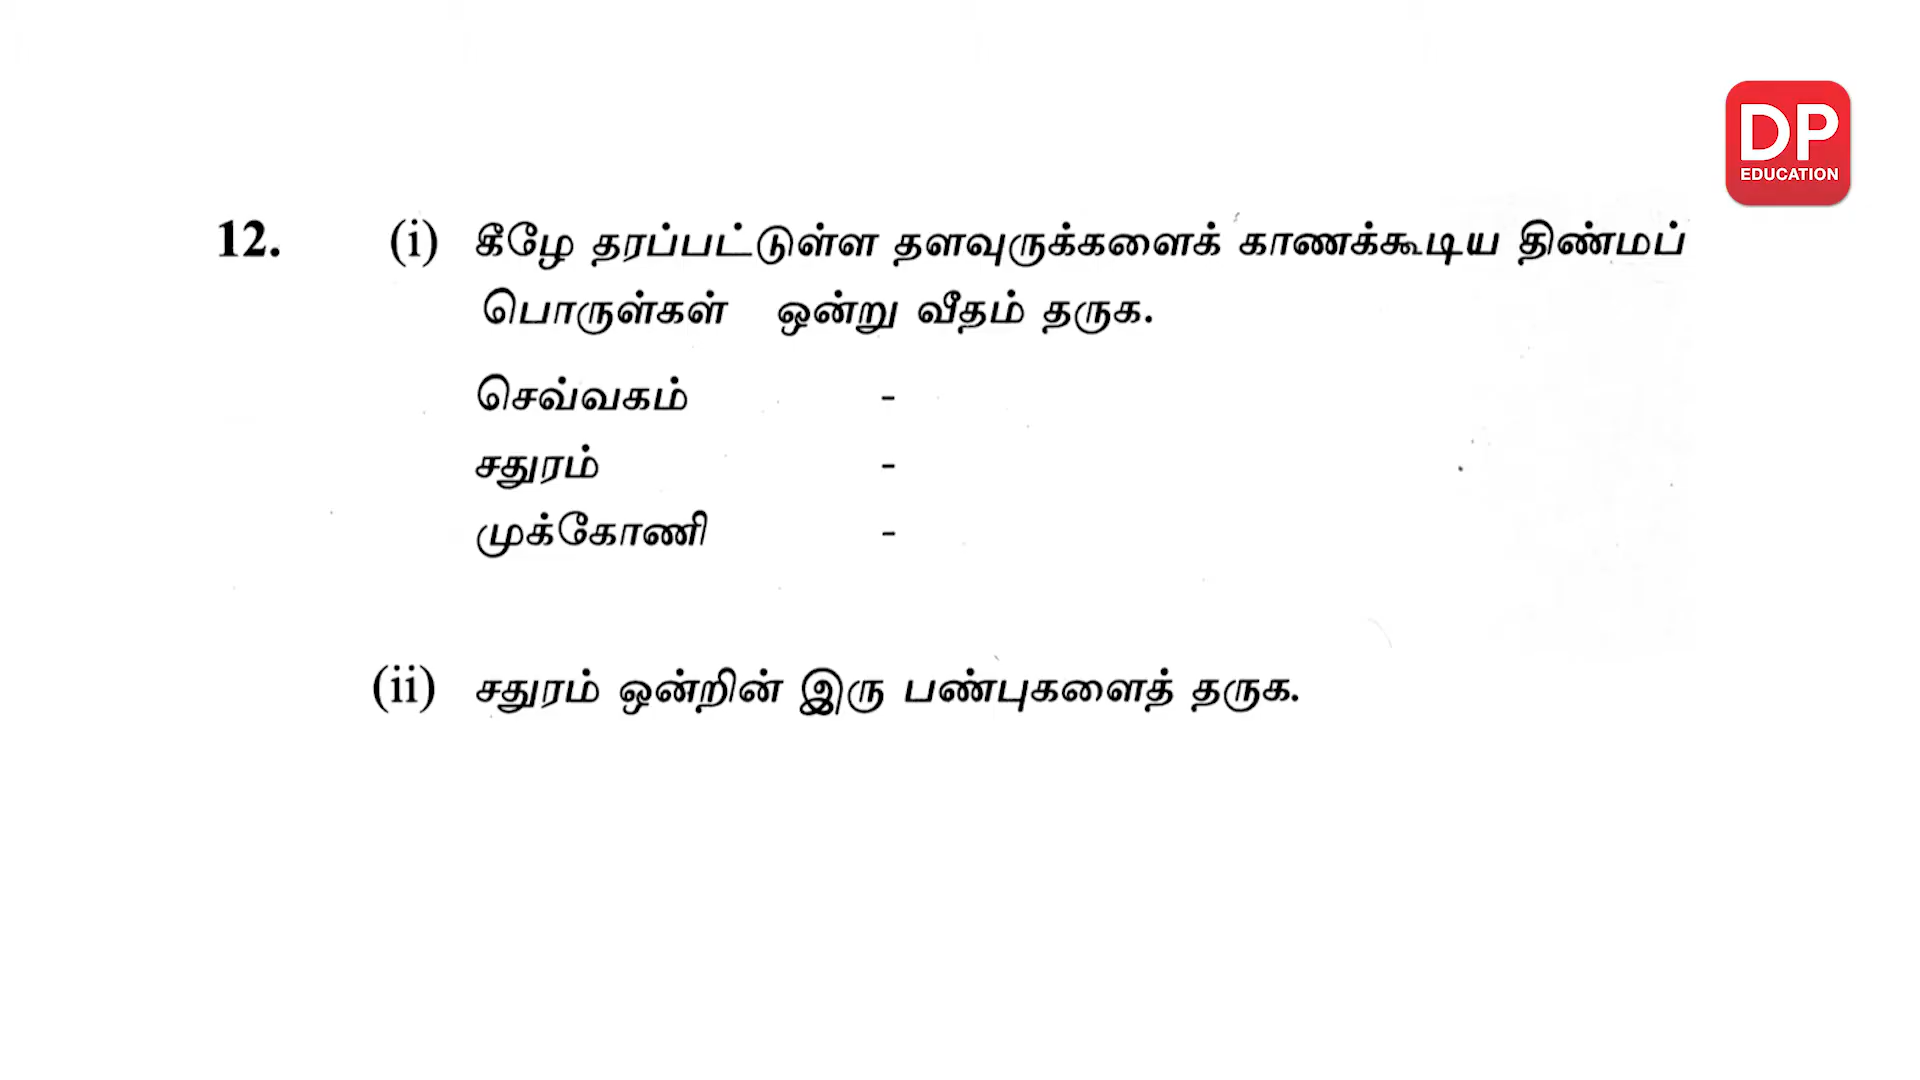 DP
EDUCATION
12. (i) கீழே தரப்பட்டுள்ள தளவுருக்களைக் காணக்கூடிய திண்மப்
பொருள்கள் ஒன்று வீதம் தருக.
செவ்வகம் -
சதுரம் -
முக்கோணி -
(ii) சதுரம் ஒன்றின் இரு பண்புகளைத் தருக.